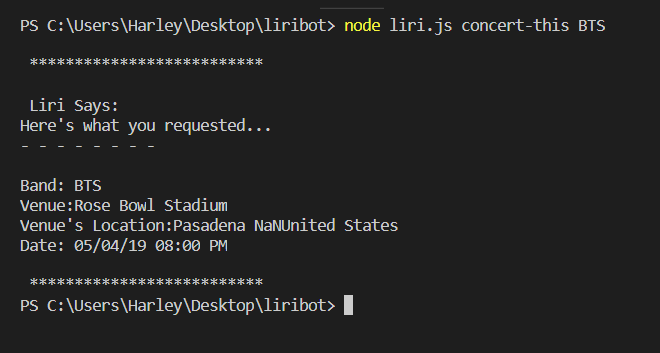 PS C:\Users\Harley\Desktop\liribot> node liri.js concert-this BTS
**************************
Liri Says:
Here's what you requested...
- - - - - - - -
Band: BTS
Venue:Rose Bowl Stadium
Venue's Location:Pasadena NaNUnited States
Date: 05/04/19 08:00 PM
**************************
PS C:\Users\Harley\Desktop\liribot>